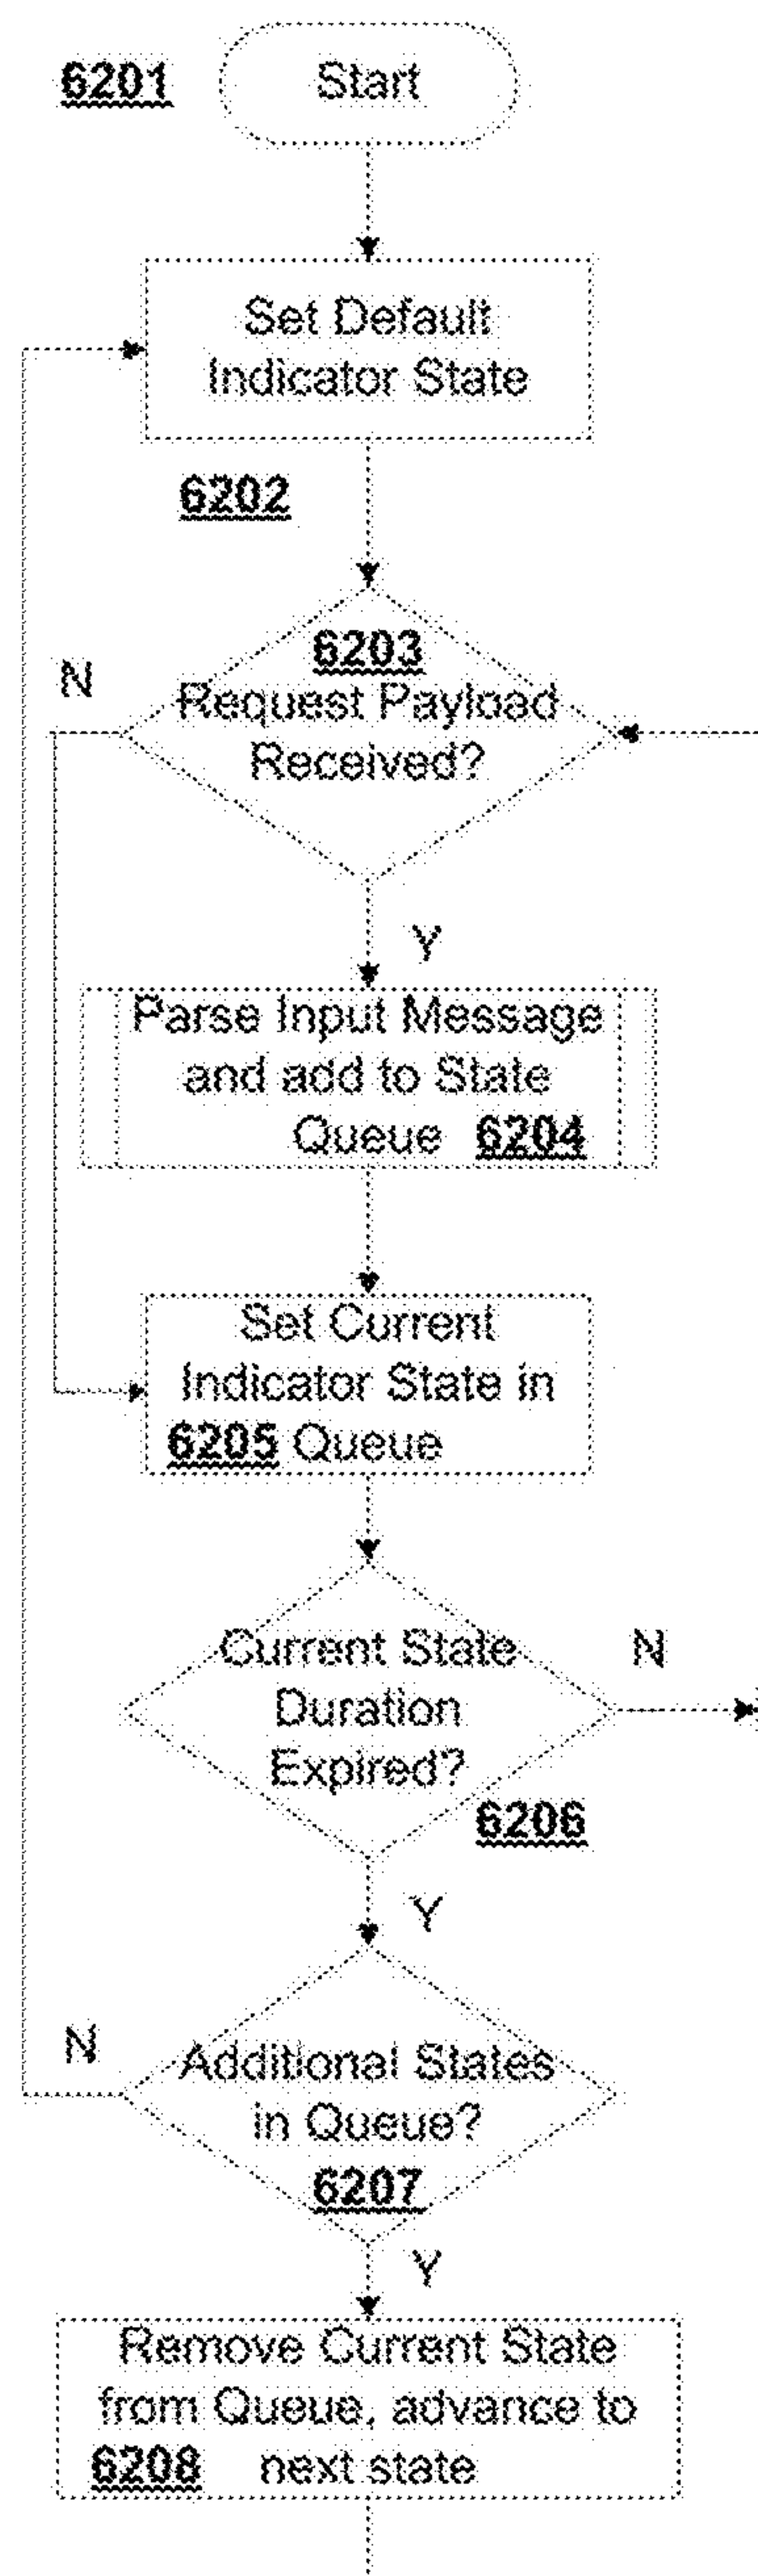 6201 Start
Set Default
Indicator State
6202
6203
N
Request Payload
Received?
Y
Parse Input Message
and add to State
Queue 6204
Set Current
Indicator State in
6205 Queue
Current State
N
Duration
Expired?
6206
Y
N
Additional States
in Queue?
6207
Y
Remove Current State
from Queue, advance to
6208 next state